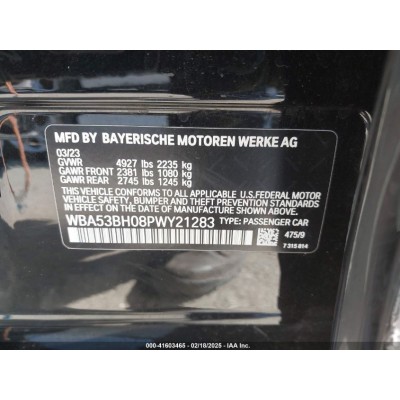 MFD BY BAYERISCHE MOTOREN WERKE AG
03/23
GVWR 4927 lbs 2235 kg
GAWR FRONT 2381 lbs 1080 kg
GAWR REAR 2745 lbs 1245 kg
THIS VEHICLE CONFORMS TO ALL APPLICABLE U.S.FEDERAL MOTOR
VEHICLE SAFETY, BUMPER AND THEFT PREVENTION STANDARDS
IN EFFECT ON THE DATE OF MANUFACTURE SHOWN ABOVE.
WBA53BH08PWY21283 TYPE: PASSENGER CAR
475/9
7 315 814
000-41603465 - 02/18/2025 - IAA Inc.